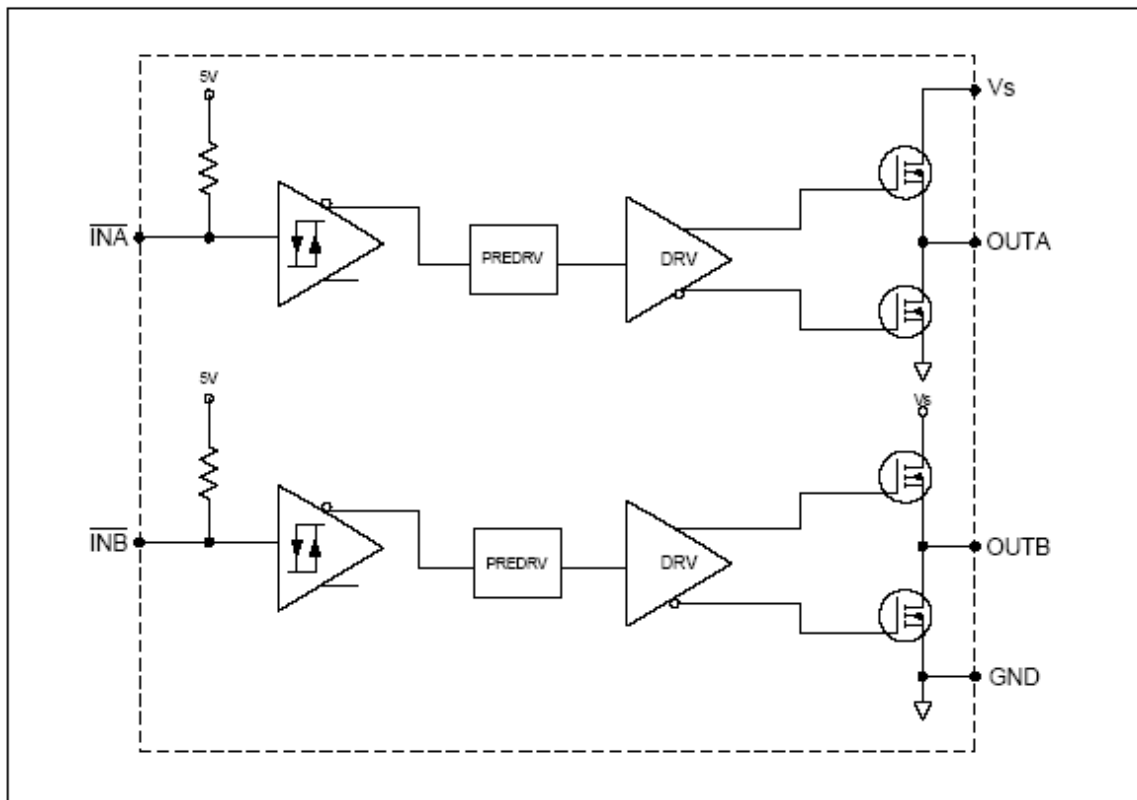 5V
Vs
INA
PREDRV
DRV
OUTA
5V
Vs
INB
PREDRV
DRV
OUTB
GND